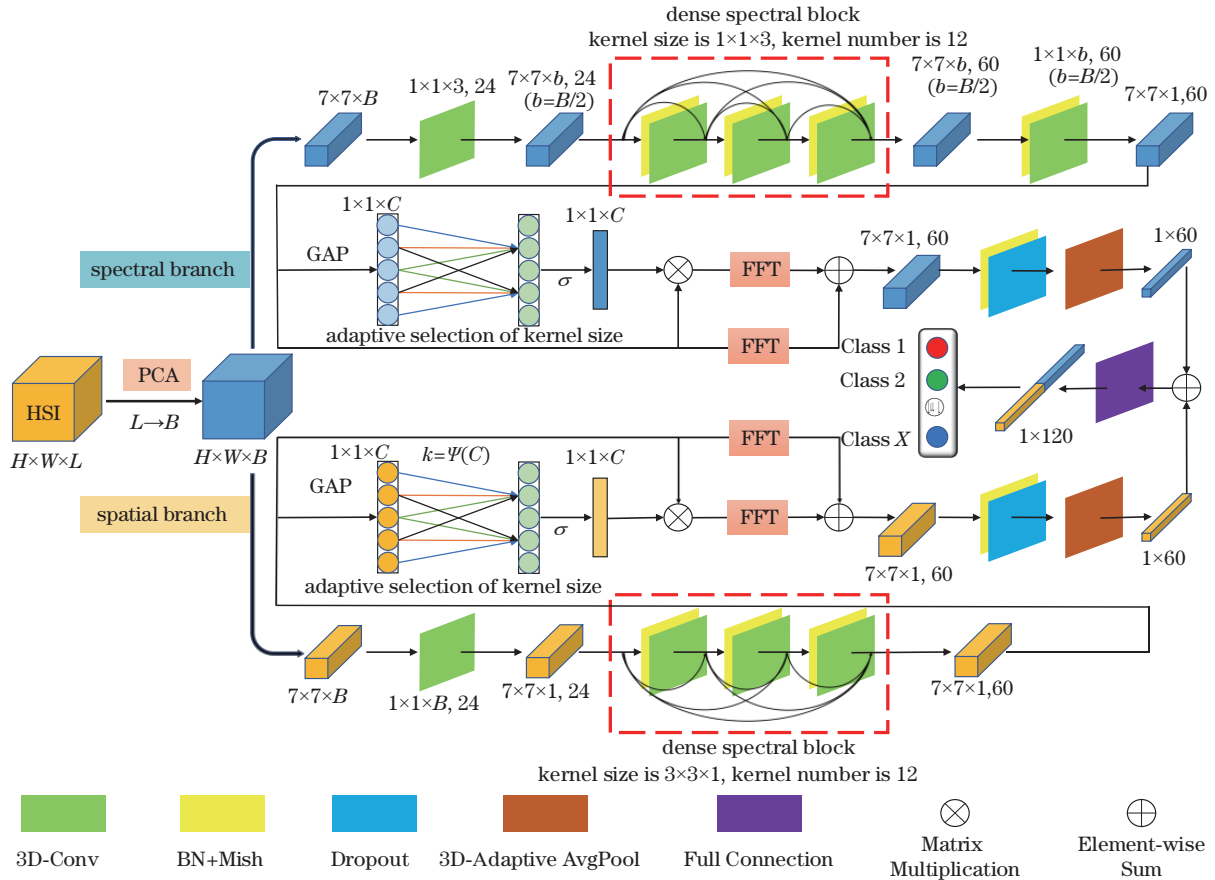 dense spectral block
kernel size is 1×1×3, kernel number is 12
7×7×B
1×1×3, 24
7×7×b, 24
(b=B/2)
7×7×b, 60
(b=B/2)
1×1×b, 60
(b=B/2)
7×7×1,60
spectral branch
GAP
1×1×C
σ
1×1×C
adaptive selection of kernel size
FFT
FFT
7×7×1, 60
1×60
HSI
H×W×L
PCA
L→B
H×W×B
Class 1
Class 2
Class X
1×120
spatial branch
GAP
1×1×C
k=Ψ(C)
σ
1×1×C
adaptive selection of kernel size
FFT
FFT
7×7×1, 60
1×60
7×7×B
1×1×B, 24
7×7×1, 24
7×7×1,60
dense spectral block
kernel size is 3×3×1, kernel number is 12
3D-Conv
BN+Mish
Dropout
3D-Adaptive AvgPool
Full Connection
Matrix
Multiplication
Element-wise
Sum